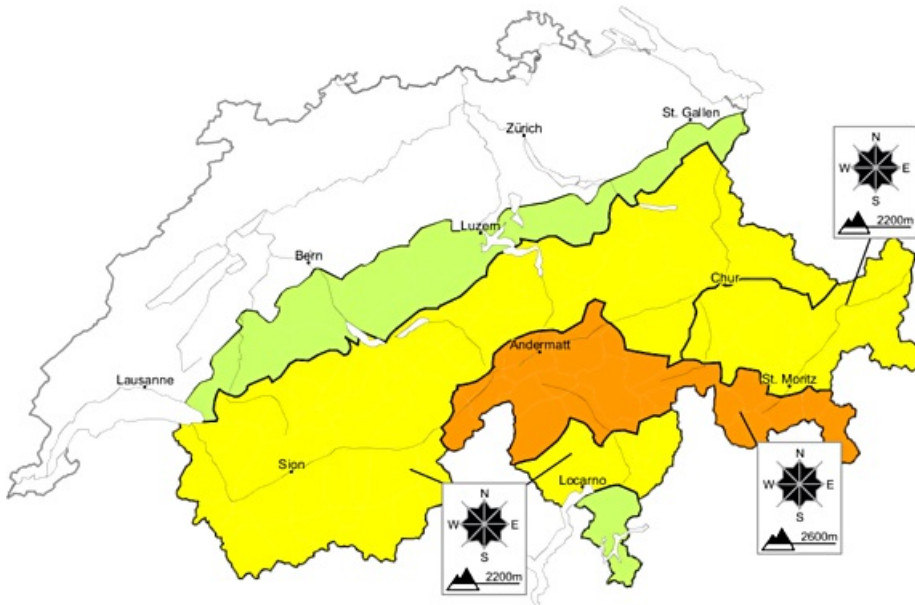 St. Gallen
Zürich
N
W E
S
2200m
Luzern
Bern
Chur
Andermatt
Lausanne
St. Moritz
Sion
Locarno
N
W E
S
2200m
N
W E
S
2600m